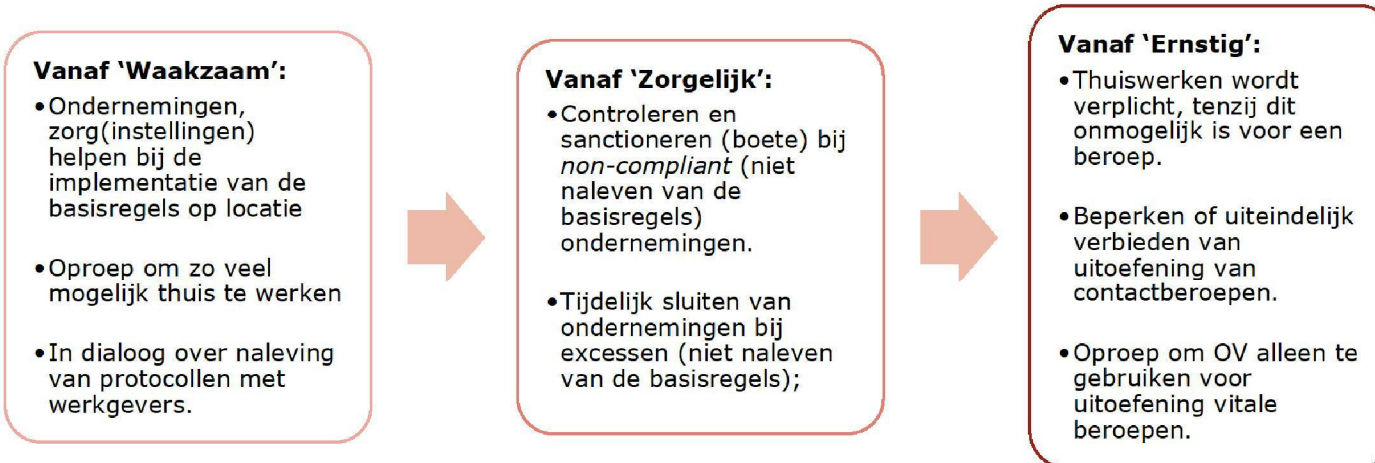 Vanaf ‘Waakzaam’:
•Ondernemingen,
zorg(instellingen)
helpen bij de
implementatie van de
basisregels op locatie
•Oproep om zo veel
mogelijk thuis te werken
•In dialoog over naleving
van protocollen met
werkgevers.
Vanaf ‘Zorgelijk’:
•Controleren en
sanctioneren (boete) bij
non-compliant (niet
naleven van de
basisregels)
ondernemingen.
•Tijdelijk sluiten van
ondernemingen bij
excessen (niet naleven
van de basisregels);
Vanaf ‘Ernstig’:
•Thuiswerken wordt
verplicht, tenzij dit
onmogelijk is voor een
beroep.
•Beperken of uiteindelijk
verbieden van
uitoefening van
contactberoepen.
•Oproep om OV alleen te
gebruiken voor
uitoefening vitale
beroepen.